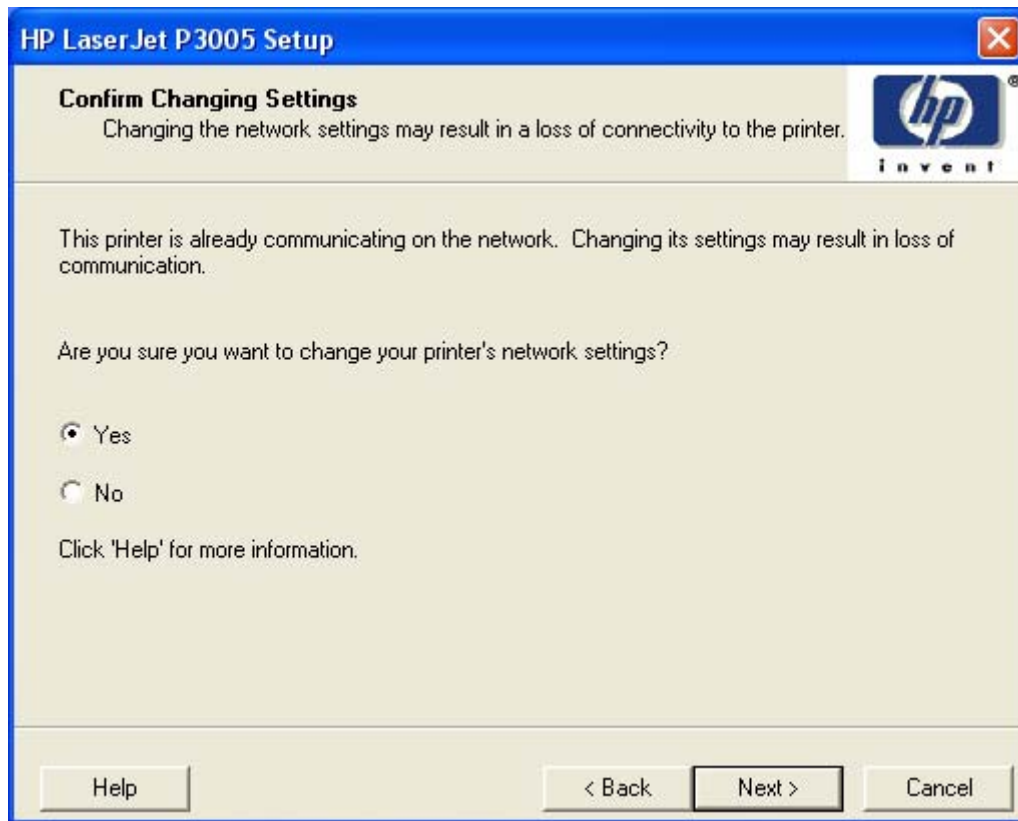 HP LaserJet P3005 Setup
Confirm Changing Settings
Changing the network settings may result in a loss of connectivity to the printer.
hp
®
invent
This printer is already communicating on the network.  Changing its settings may result in loss of
communication.
Are you sure you want to change your printer's network settings?
Yes
No
Click 'Help' for more information.
Help
< Back
Next >
Cancel